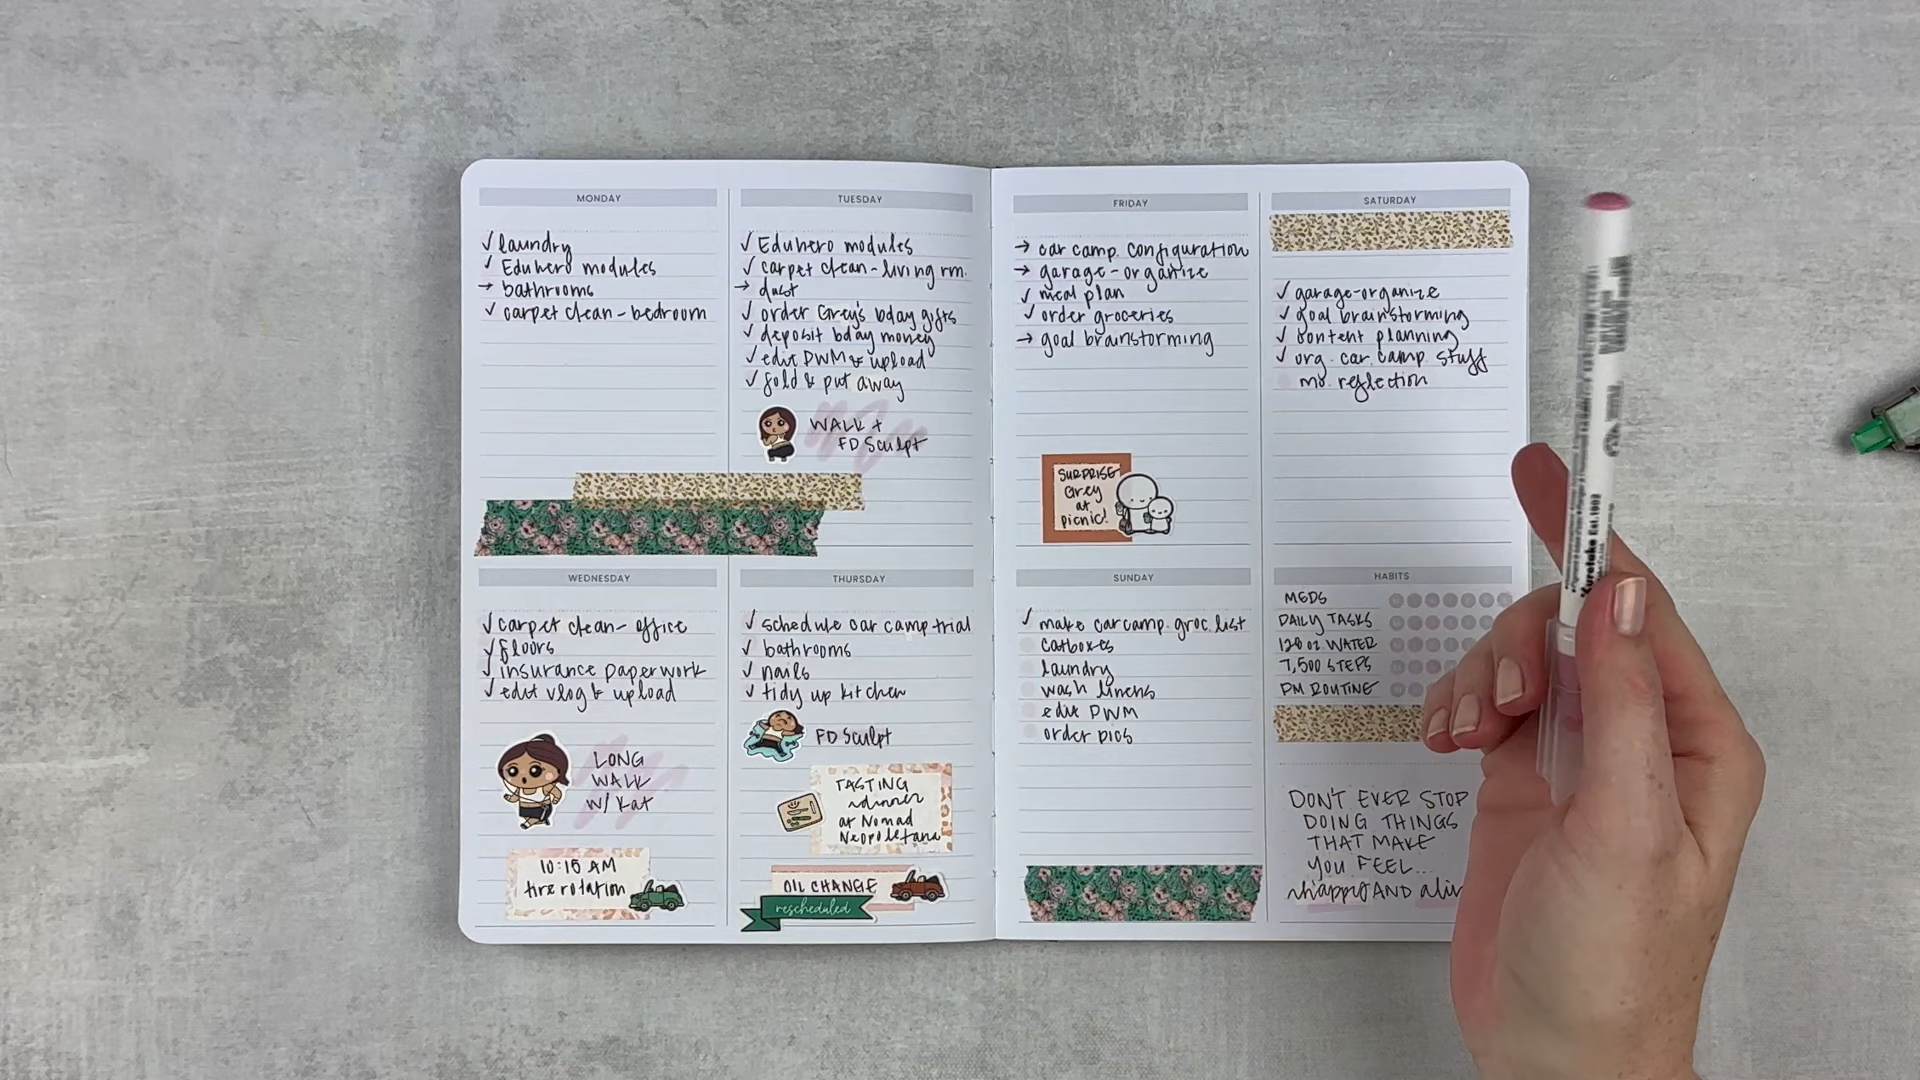 MONDAY
✓ laundry
✓ Eduhero modules
→ bathrooms
✓ carpet clean - bedroom
TUESDAY
✓ Eduhero modules
✓ carpet clean - living rm.
→ dust
✓ order Grey's bday gifts
✓ deposit bday money
✓ edit PWM & upload
✓ fold & put away
WALK +
FD Sculpt
WEDNESDAY
✓ carpet clean - office
✓ floors
✓ insurance paperwork
✓ edit vlog & upload
LONG
WALK
w/ Kat
10:15 AM
tire rotation
THURSDAY
✓ schedule car camp trial
✓ bathrooms
✓ nails
✓ tidy up kitchen
FD Sculpt
TASTING
dinner
at Nomad
Neopoletana
OIL CHANGE
rescheduled
FRIDAY
→ car camp. configuration
→ garage - organize
✓ meal plan
✓ order groceries
→ goal brainstorming
SURPRISE
Grey
at
picnic!
SATURDAY
✓ garage - organize
✓ goal brainstorming
✓ content planning
✓ org. car camp stuff
mo. reflection
SUNDAY
✓ make car camp. groc. list
catboxes
laundry
wash linens
edit PWM
order pics
HABITS
MEDS
DAILY TASKS
120 oz WATER
7,500 STEPS
PM ROUTINE
DON'T EVER STOP
DOING THINGS
THAT MAKE
YOU FEEL...
happy AND
Kuretake Est.1902